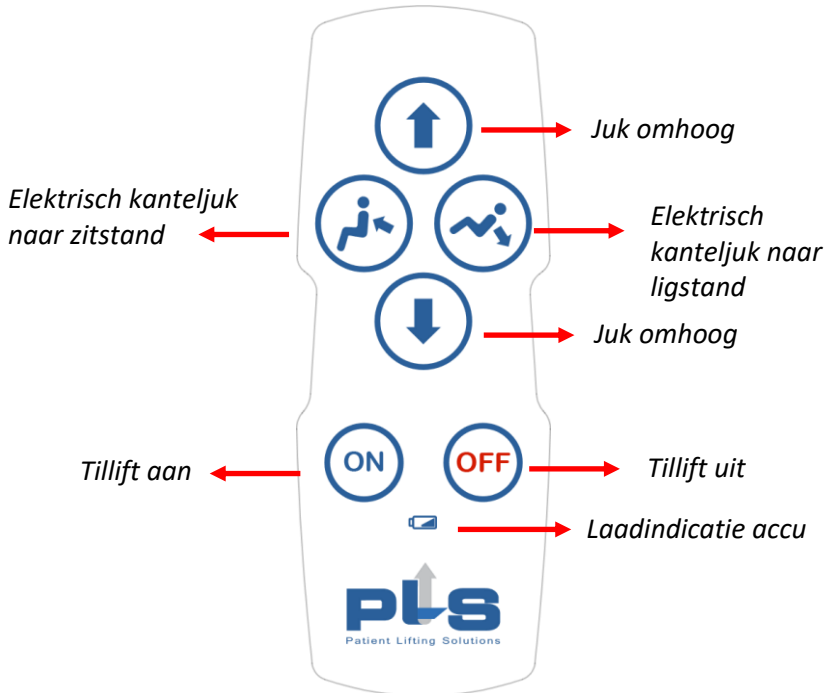 Juk omhoog
Elektrisch kanteljuk
naar zitstand
Elektrisch
kanteljuk naar
ligstand
Juk omhoog
Tillift aan
ON
OFF
Tillift uit
Laadindicatie accu
PLS
Patient Lifting Solutions